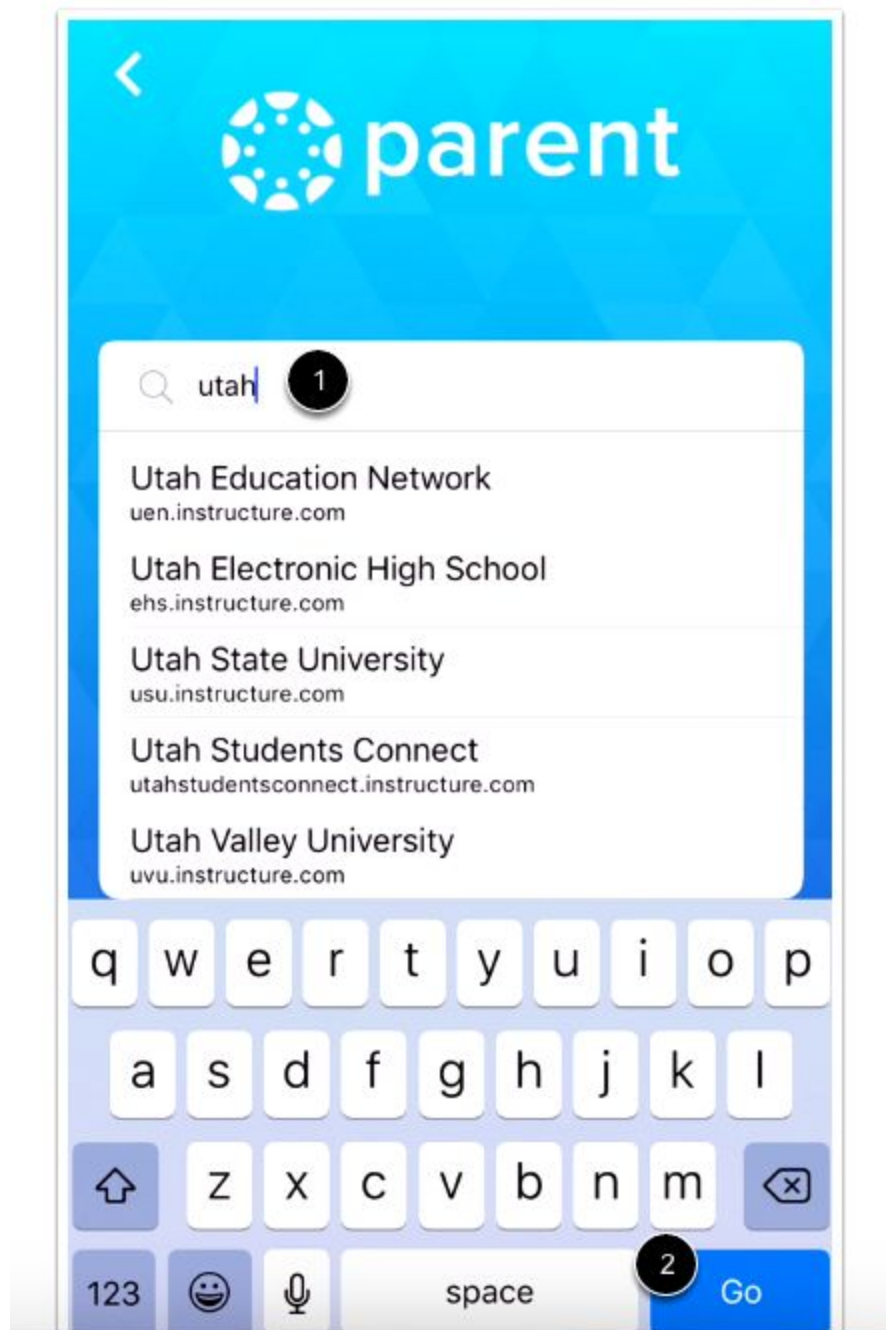 parent
utah 1
Utah Education Network
uen.instructure.com
Utah Electronic High School
ehs.instructure.com
Utah State University
usu.instructure.com
Utah Students Connect
utahstudentsconnect.instructure.com
Utah Valley University
uvu.instructure.com
q w e r t y u i o p
a s d f g h j k l
z x c v b n m
123 space 2 Go